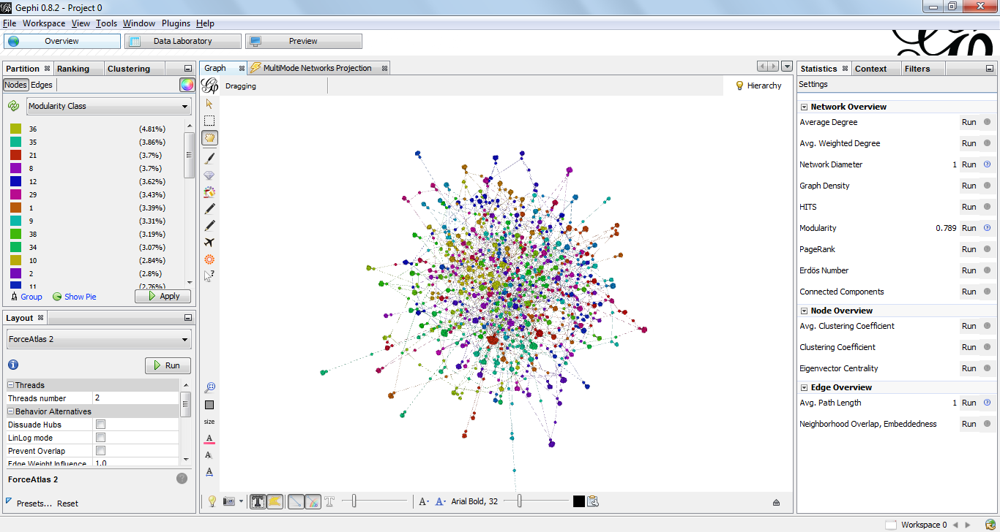 Gephi 0.8.2 - Project 0
File Workspace View Tools Window Plugins Help
Overview Data Laboratory Preview
Partition Ranking Clustering
Nodes Edges
Modularity Class
36 (4.81%)
35 (3.86%)
21 (3.7%)
8 (3.7%)
12 (3.62%)
29 (3.43%)
1 (3.39%)
9 (3.31%)
38 (3.19%)
34 (3.07%)
10 (2.84%)
2 (2.8%)
11 (2.76%)
Group Show Pie Apply
Layout
ForceAtlas 2
Run
Threads
Threads number 2
Behavior Alternatives
Dissuade Hubs
LinLog mode
Prevent Overlap
Edge Weight Influence 1.0
ForceAtlas 2
Presets... Reset
Graph MultiMode Networks Projection
Dragging
Hierarchy
size
A
A
A
T T A- A- Arial Bold, 32
Statistics Context Filters
Settings
Network Overview
Average Degree Run
Avg. Weighted Degree Run
Network Diameter 1 Run
Graph Density Run
HITS Run
Modularity 0.789 Run
PageRank Run
Erdös Number Run
Connected Components Run
Node Overview
Avg. Clustering Coefficient Run
Clustering Coefficient Run
Eigenvector Centrality Run
Edge Overview
Avg. Path Length 1 Run
Neighborhood Overlap, Embeddedness Run
Workspace 0